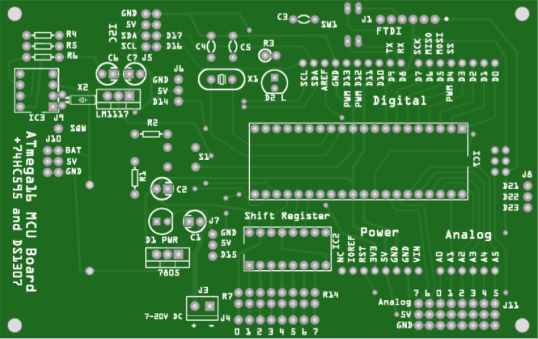 GND
5V
SDA D17
SCL D16
I2C
R4
R5
R6
C4
C5
C3
SW1
J1
FTDI
TX
RX
SCK
MISO
MOSI
SS
R3
C6 C7 J5
J6
GND
5V
D14
X1
D2 L
X2
LM1117
IC3
J9
SQW
J10
BAT
5V
GND
SCL
SDA
AREF
GND
PWM D13
PWM D12
D11
D10
D9
D8
D7
D6
D5
PWM D4
D3
D2
D1
D0
Digital
R2
S1
R1
C2
IC1
J8
D21
D22
D23
ATmega16 MCU Board
+74HC595 and DS1307
D1 PWR
C1
J7
GND
5V
D15
7805
Shift Register
IC2
Power
NC
IOREF
RST
3V3
5V
GND
GND
VIN
Analog
A0
A1
A2
A3
A4
A5
7 6 0 1 2 3 4 5
Analog
5V
GND
J11
J3
7-20V DC
+ -
R7
R14
J4
0 1 2 3 4 5 6 7